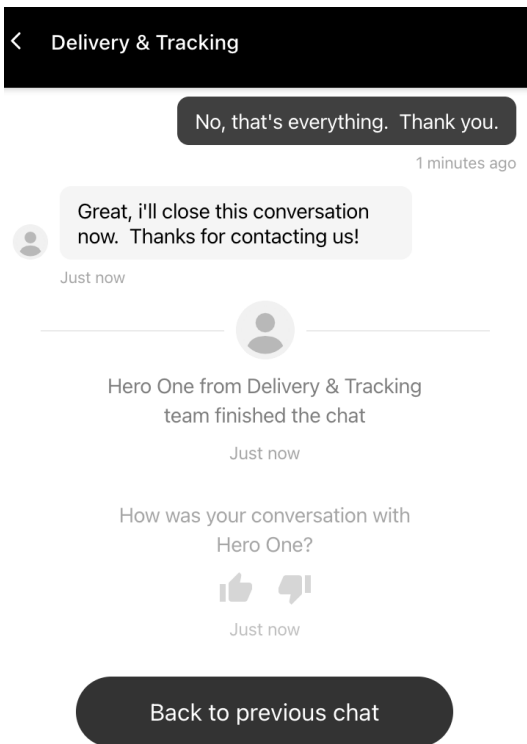 Delivery & Tracking
No, that's everything.  Thank you.
1 minutes ago
Great, i'll close this conversation
now.  Thanks for contacting us!
Just now
Hero One from Delivery & Tracking
team finished the chat
Just now
How was your conversation with
Hero One?
Just now
Back to previous chat